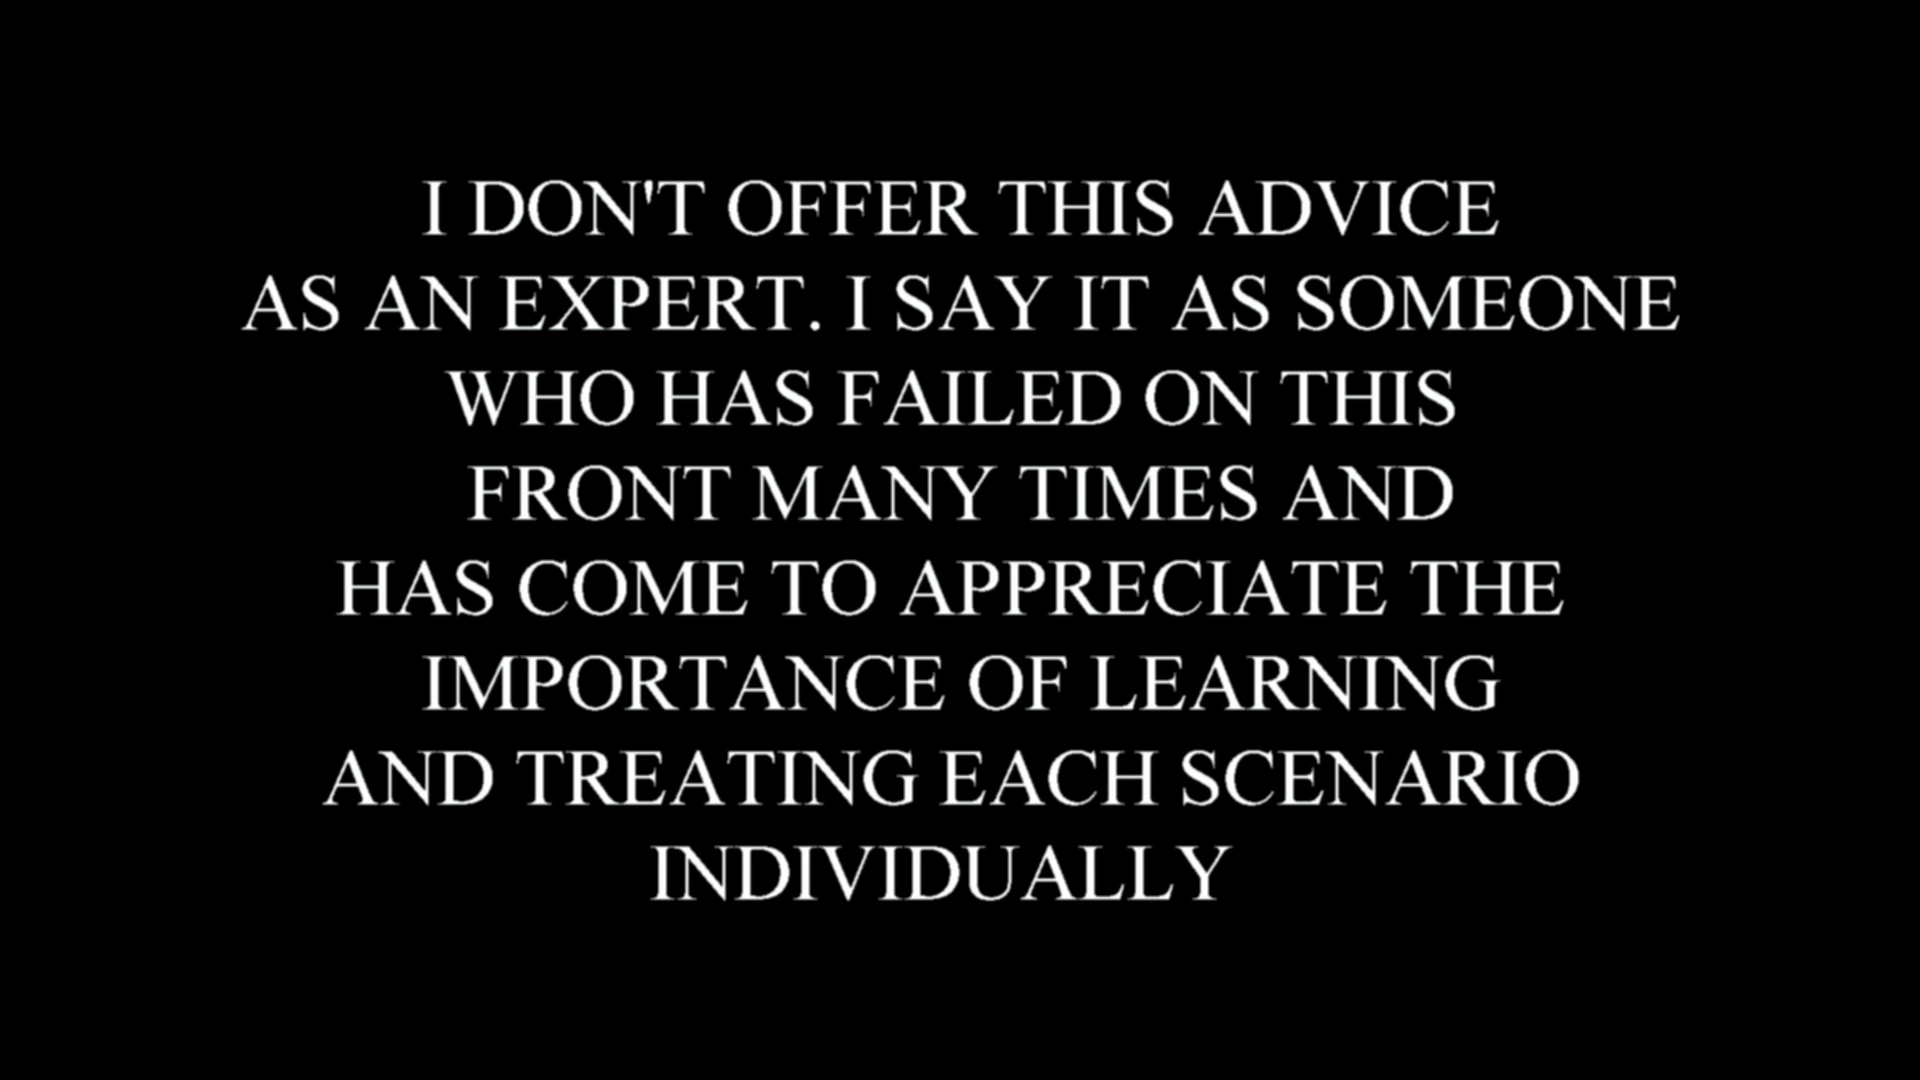 I DON'T OFFER THIS ADVICE
AS AN EXPERT. I SAY IT AS SOMEONE
WHO HAS FAILED ON THIS
FRONT MANY TIMES AND
HAS COME TO APPRECIATE THE
IMPORTANCE OF LEARNING
AND TREATING EACH SCENARIO
INDIVIDUALLY